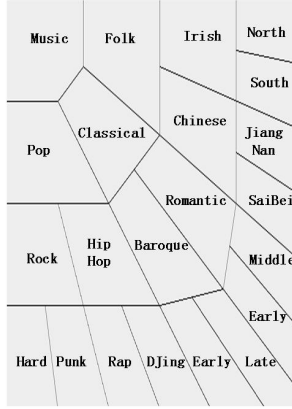 Music
Folk
Irish
North
South
Classical
Chinese
Jiang
Nan
Pop
Romantic
SaiBei
Rock
Hip
Hop
Baroque
Middle
Early
Hard
Punk
Rap
DJing
Early
Late